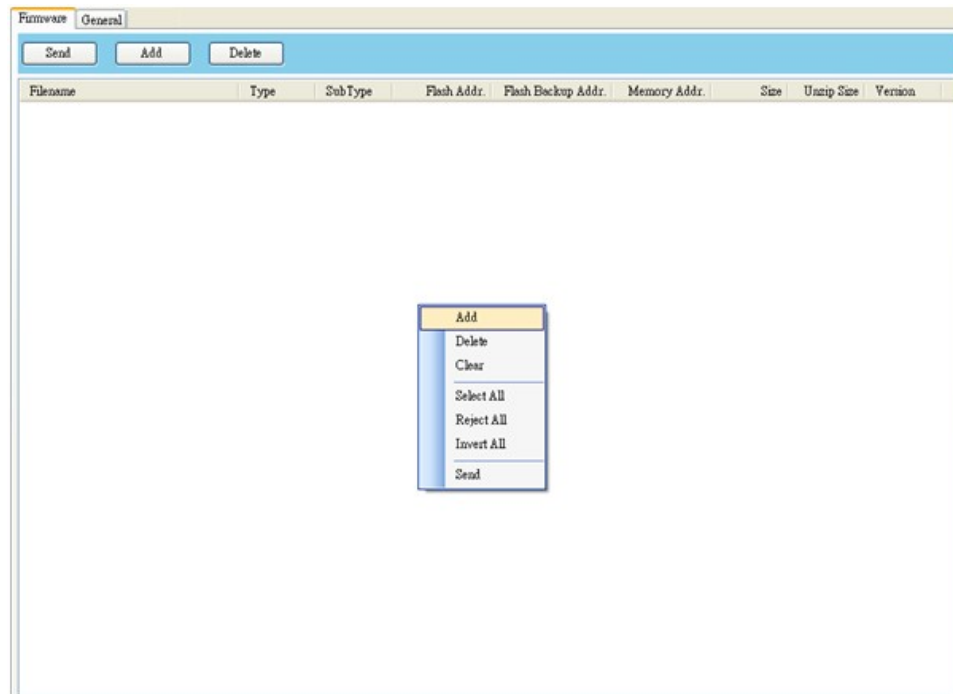 Firmware General
Send Add Delete
Filename Type SubType Flash Addr. Flash Backup Addr. Memory Addr. Size Unzip Size Version
Add
Delete
Clear
Select All
Reject All
Invert All
Send